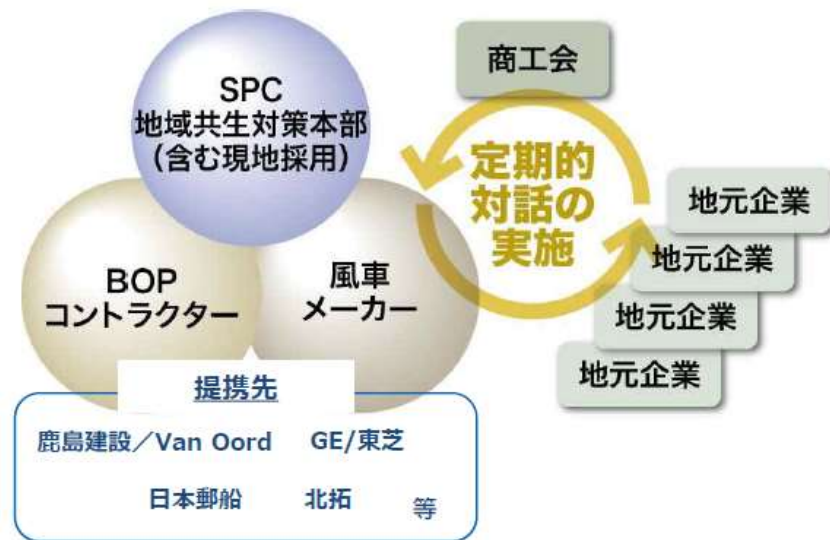 SPC
地域共生対策本部
（含む現地採用）
BOP
コントラクター
風車
メーカー
商工会
定期的
対話の
実施
地元企業
地元企業
地元企業
地元企業
提携先
鹿島建設／Van Oord GE/東芝
日本郵船 北拓 等